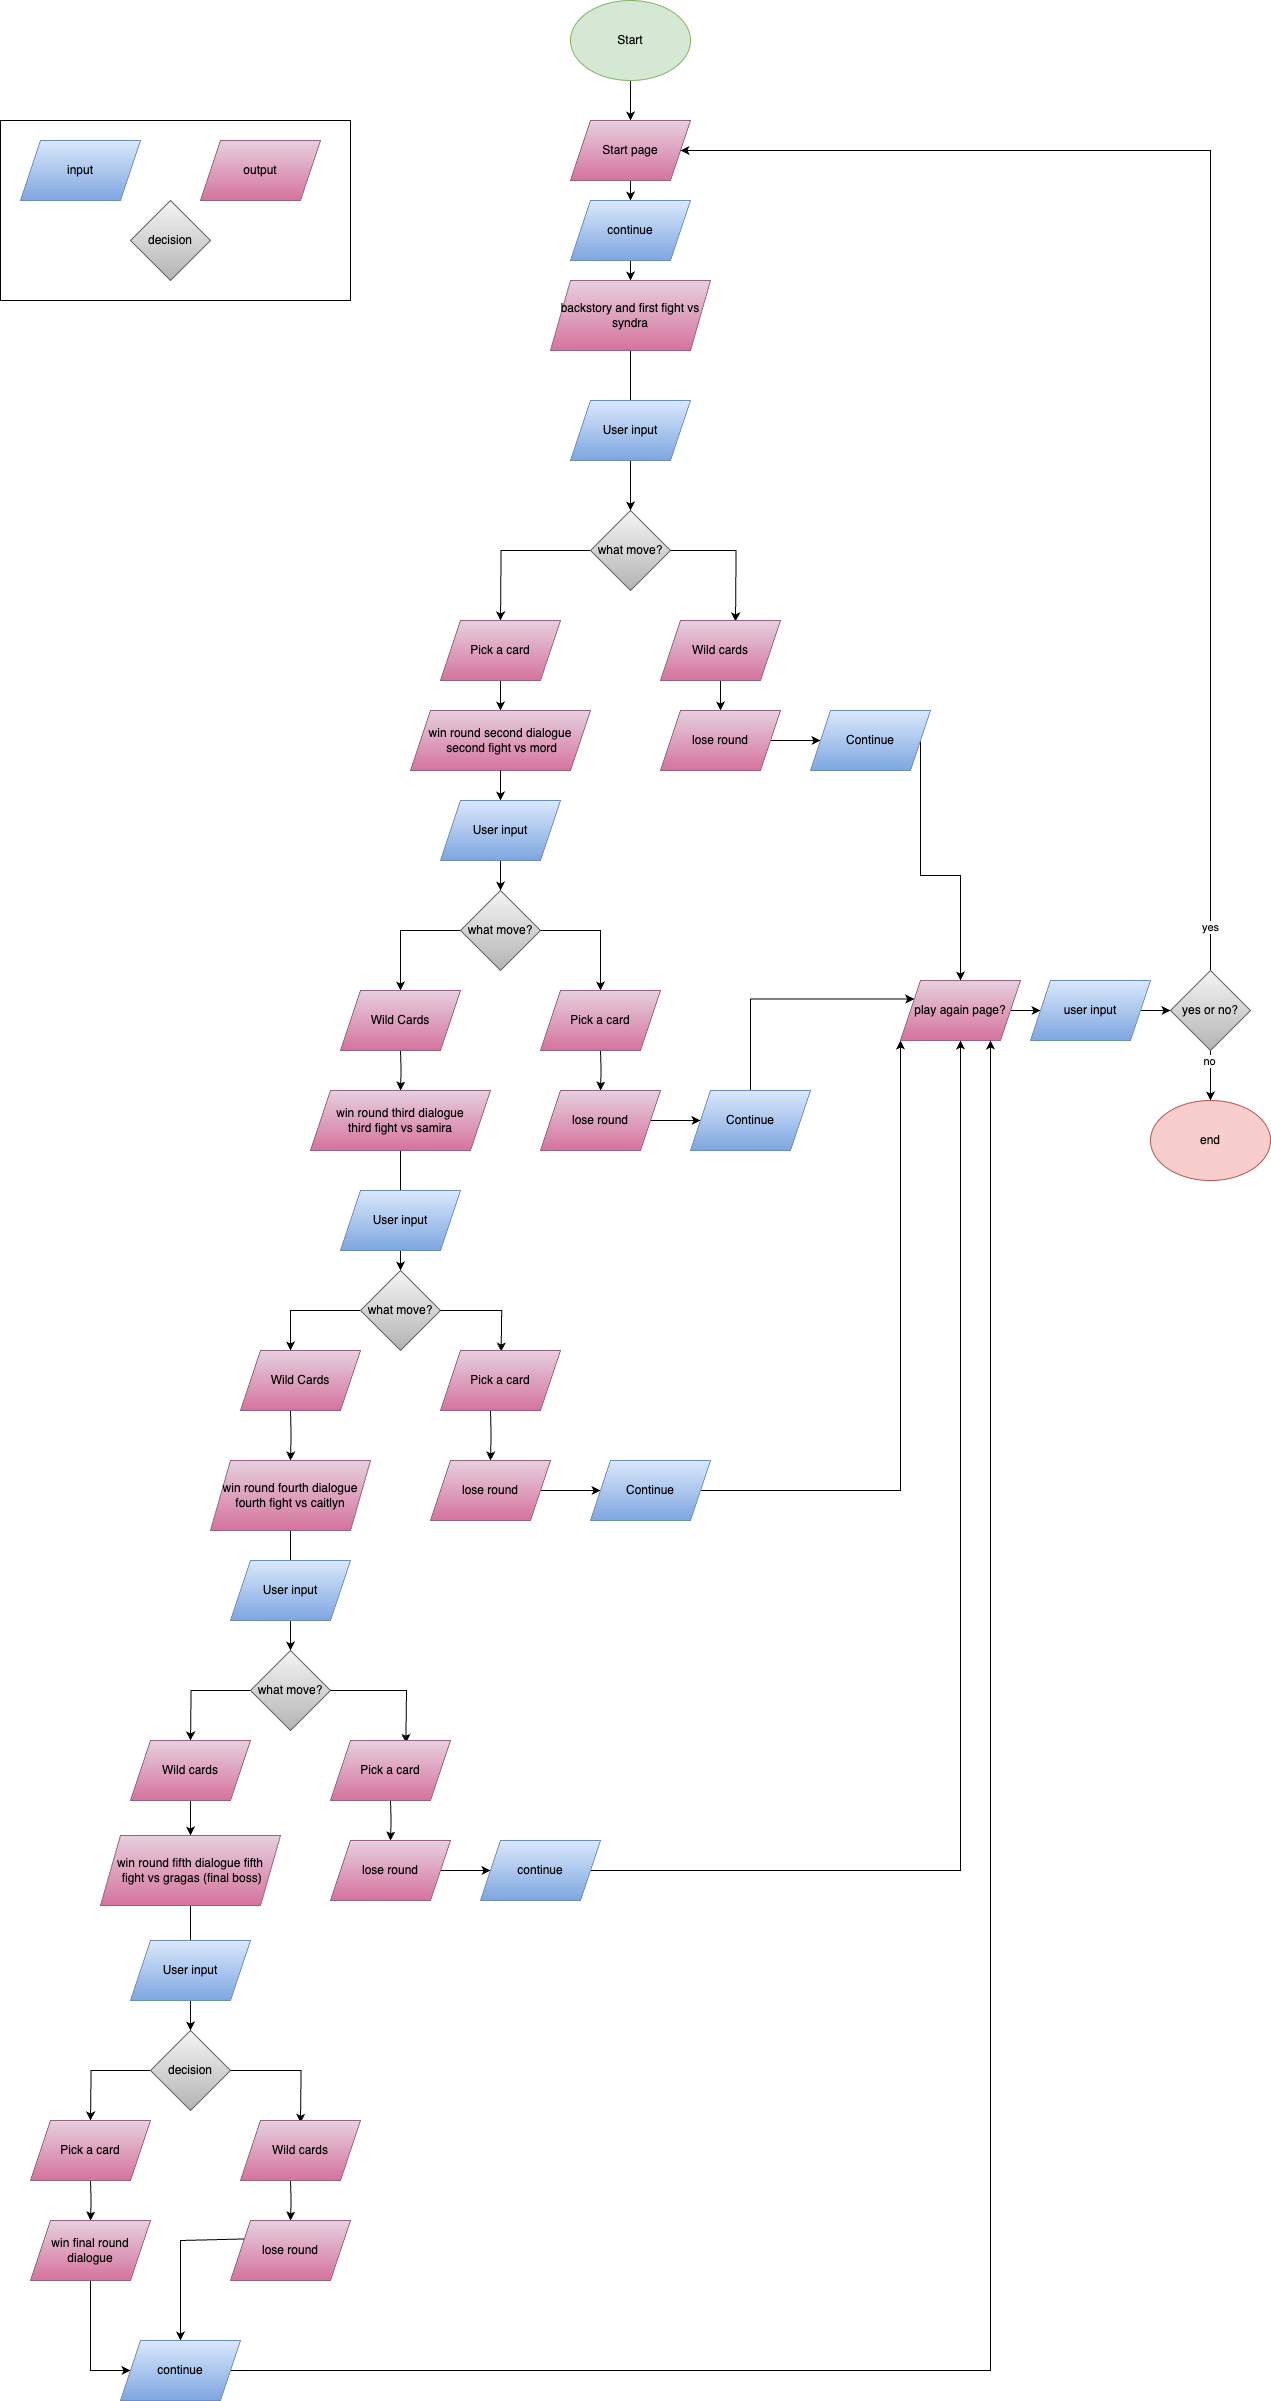 Start
Start page
input
output
decision
continue
backstory and first fight vs
syndra
User input
what move?
Pick a card
Wild cards
win round second dialogue
second fight vs mord
lose round
Continue
User input
what move?
yes
Wild Cards
Pick a card
play again page?
user input
yes or no?
no
win round third dialogue
third fight vs samira
lose round
Continue
end
User input
what move?
Wild Cards
Pick a card
win round fourth dialogue
fourth fight vs caitlyn
lose round
Continue
User input
what move?
Wild cards
Pick a card
win round fifth dialogue fifth
fight vs gragas (final boss)
lose round
continue
User input
decision
Pick a card
Wild cards
win final round
dialogue
lose round
continue